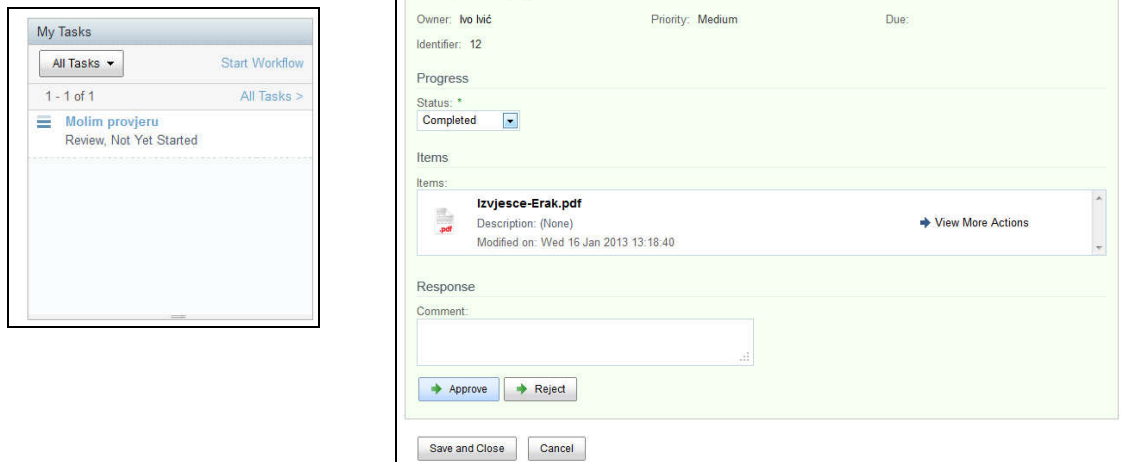 My Tasks
All Tasks
Start Workflow
1 - 1 of 1
All Tasks >
Molim provjeru
Review, Not Yet Started
Owner: Ivo Ivić
Priority: Medium
Due:
Identifier: 12
Progress
Status: *
Completed
Items
Items:
.pdf
Izvjesce-Erak.pdf
Description: (None)
Modified on: Wed 16 Jan 2013 13:18:40
View More Actions
Response
Comment:
Approve
Reject
Save and Close
Cancel